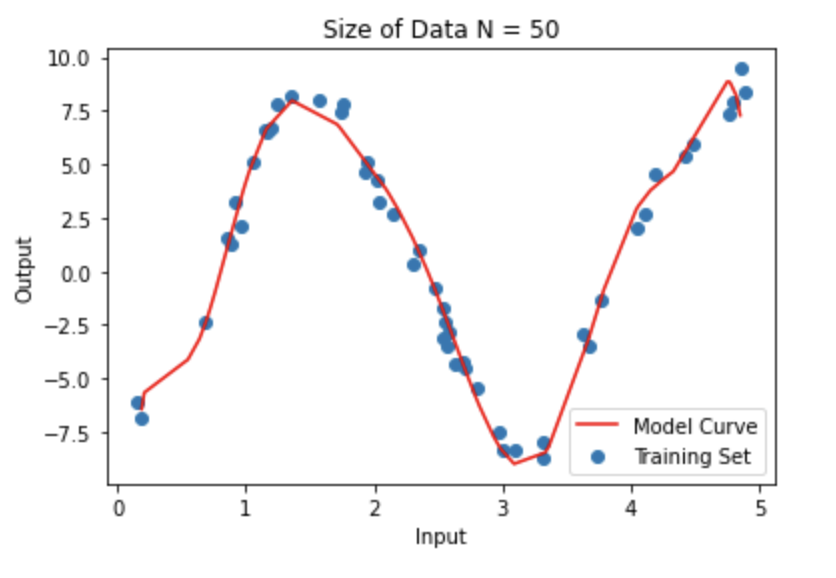 Size of Data N = 50
10.0
7.5
5.0
2.5
0.0
−2.5
−5.0
−7.5
Output
Model Curve
Training Set
0 1 2 3 4 5
Input